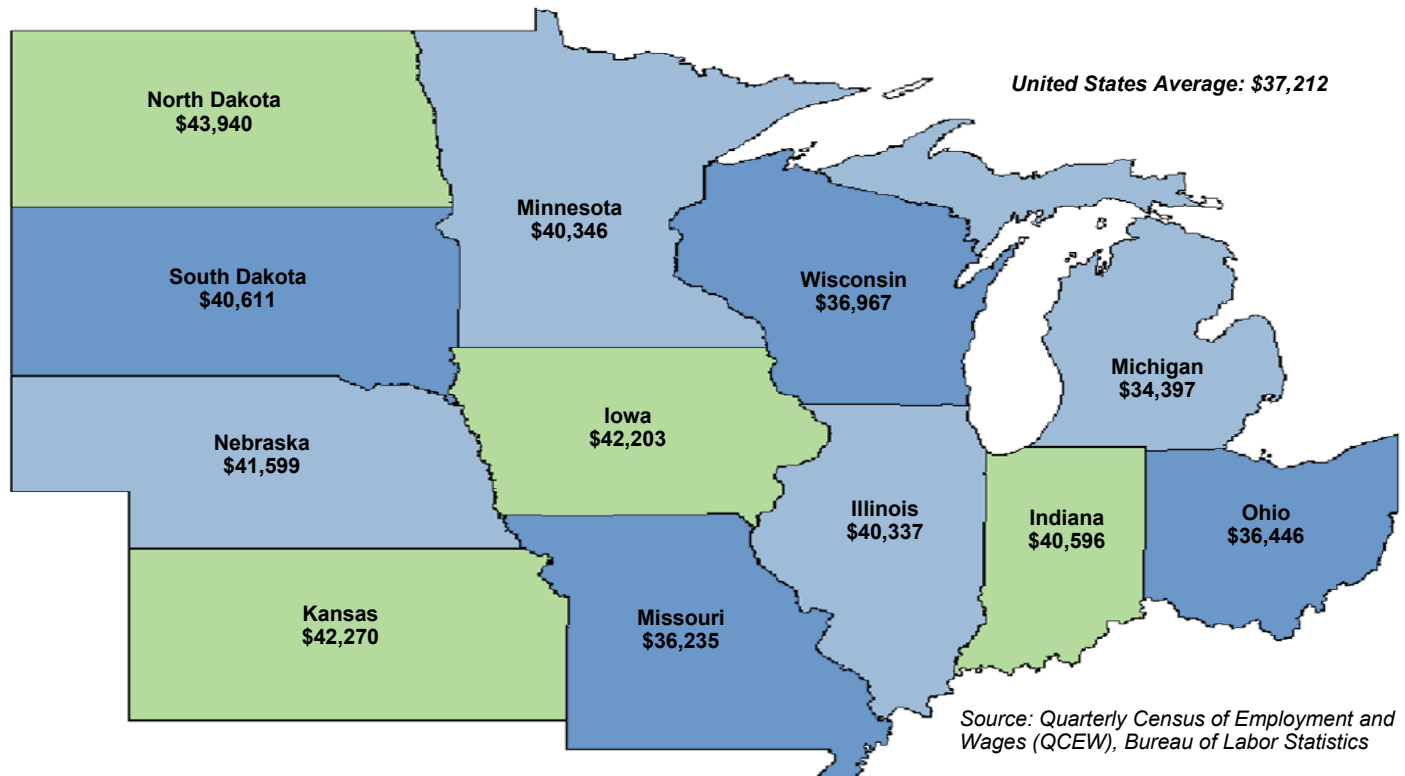 United States Average: $37,212
North Dakota
$43,940
Minnesota
$40,346
South Dakota
$40,611
Wisconsin
$36,967
Michigan
$34,397
Iowa
$42,203
Nebraska
$41,599
Illinois
$40,337
Indiana
$40,596
Ohio
$36,446
Kansas
$42,270
Missouri
$36,235
Source: Quarterly Census of Employment and
Wages (QCEW), Bureau of Labor Statistics